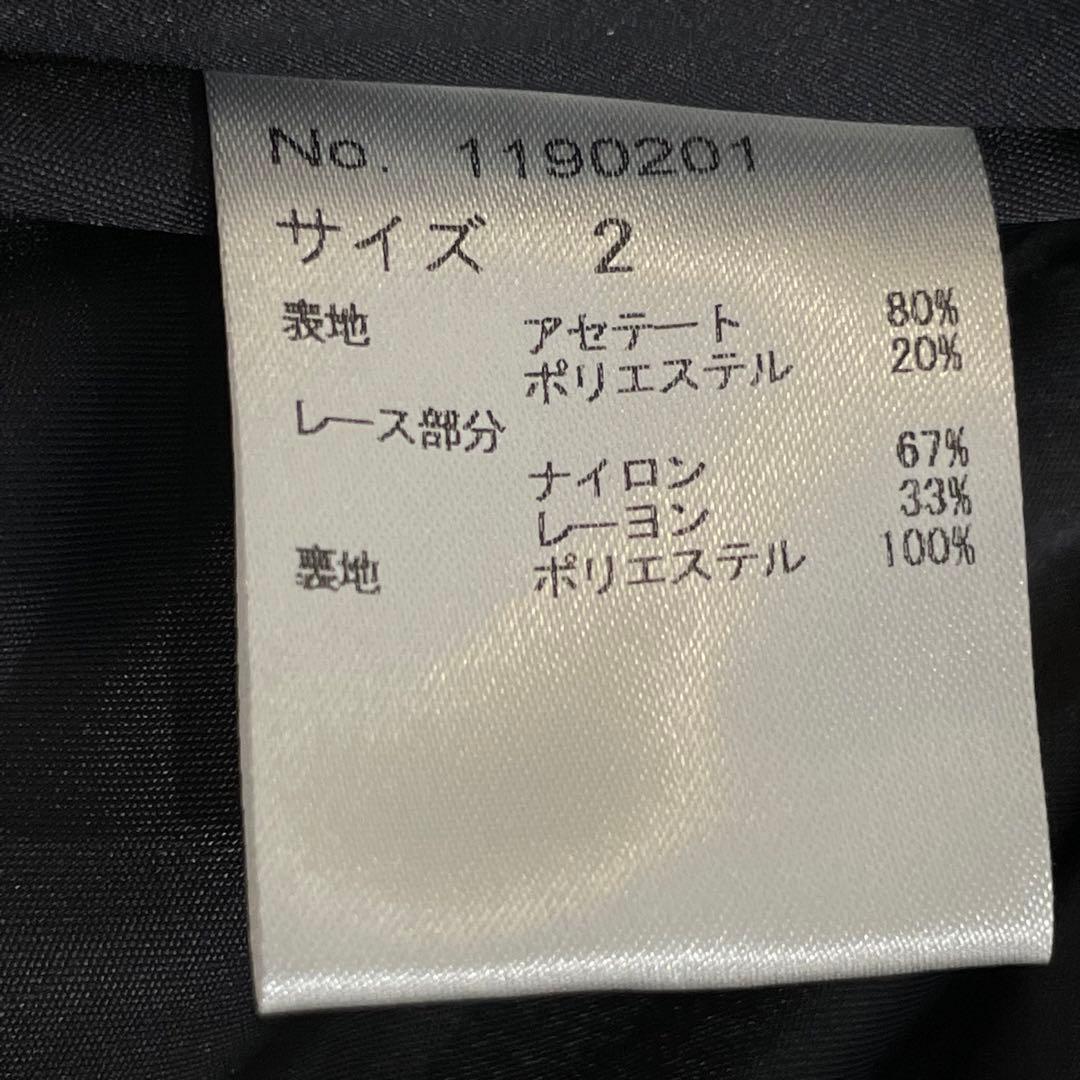 No. 1190201
サイズ 2
表地 アセテート 80%
ポリエステル 20%
レース部分
ナイロン 67%
レーヨン 33%
裏地 ポリエステル 100%